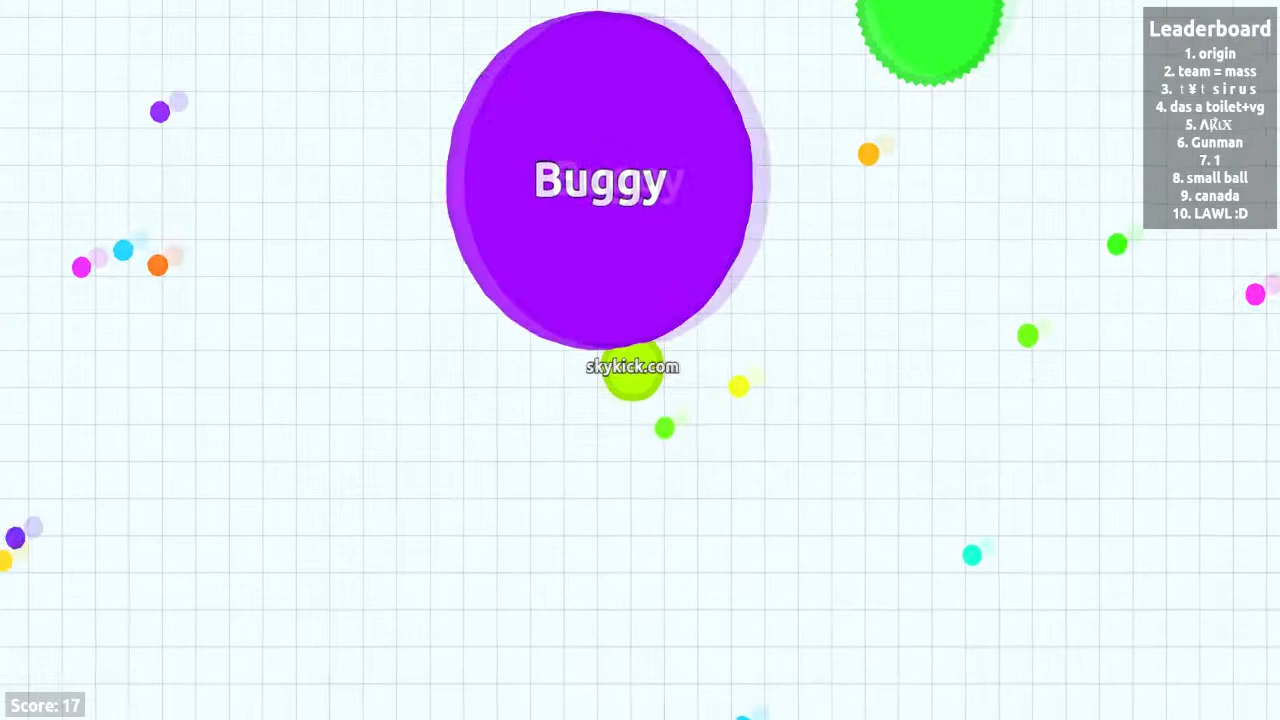 Leaderboard
1. origin
2. team = mass
3. t ¥ t s i r u s
4. das a toilet+vg
6. Gunman
7. 1
8. small ball
9. canada
10. LAWL :D
Buggy
skykick.com
Score: 17